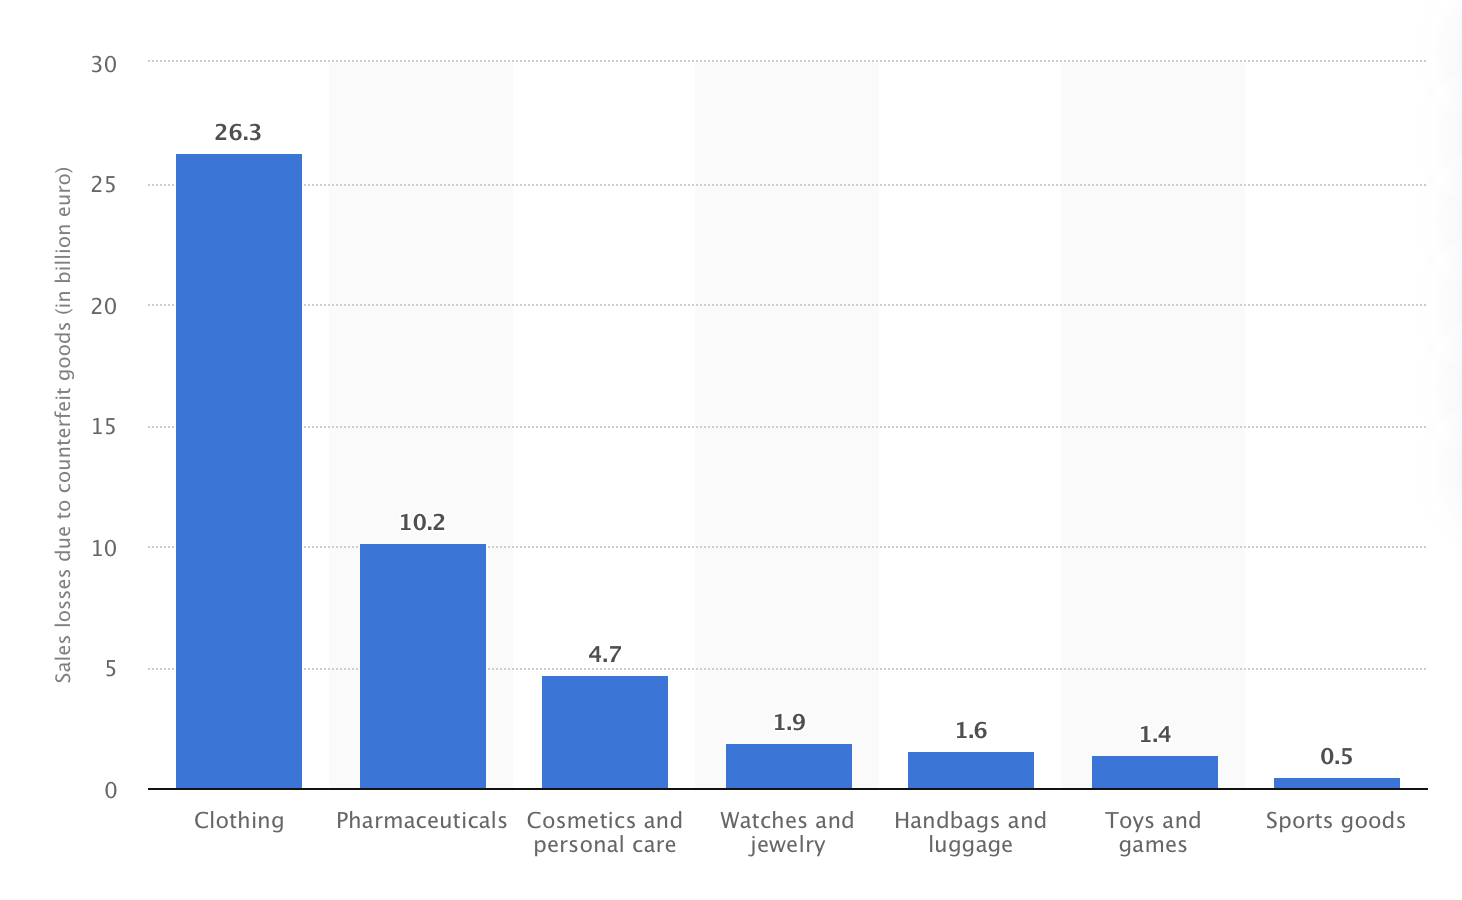 Sales losses due to counterfeit goods (in billion euro)
30
25
20
15
10
5
0
26.3
10.2
4.7
1.9
1.6
1.4
0.5
Clothing
Pharmaceuticals
Cosmetics and
personal care
Watches and
jewelry
Handbags and
luggage
Toys and
games
Sports goods